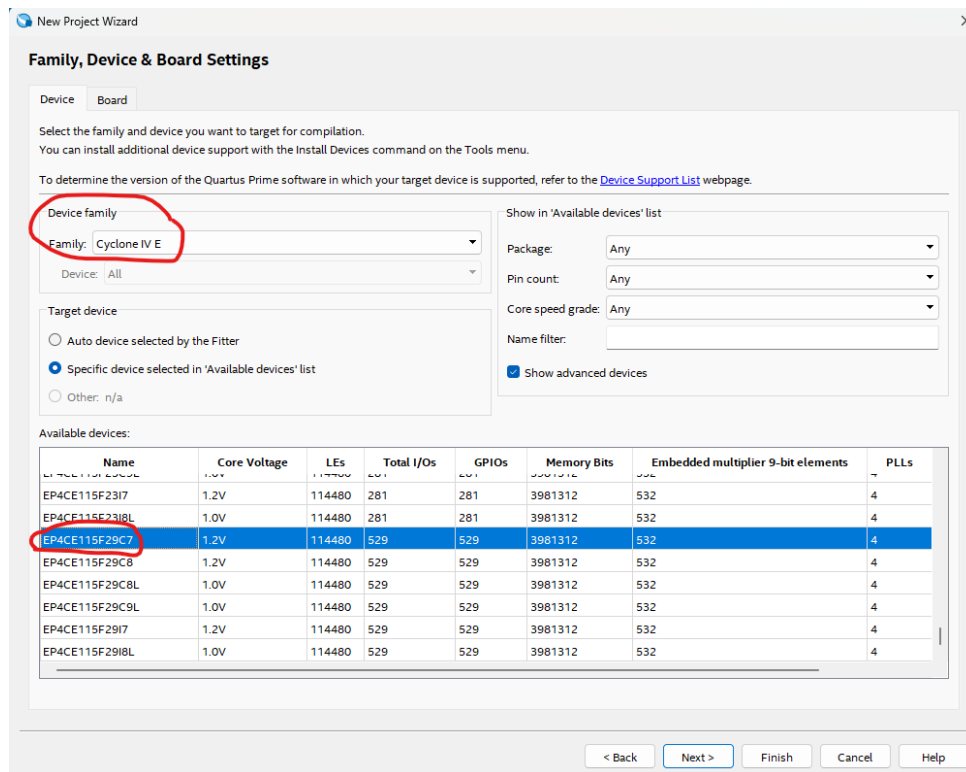 New Project Wizard
Family, Device & Board Settings
Device Board
Select the family and device you want to target for compilation.
You can install additional device support with the Install Devices command on the Tools menu.
To determine the version of the Quartus Prime software in which your target device is supported, refer to the Device Support List webpage.
Device family
Family: Cyclone IV E
Device: All
Target device
Auto device selected by the Fitter
Specific device selected in 'Available devices' list
Other: n/a
Show in 'Available devices' list
Package: Any
Pin count: Any
Core speed grade: Any
Name filter:
Show advanced devices
Available devices:
Name Core Voltage LEs Total I/Os GPIOs Memory Bits Embedded multiplier 9-bit elements PLLs
EP4CE115F23I7 1.2V 114480 281 281 3981312 532 4
EP4CE115F23I8L 1.0V 114480 281 281 3981312 532 4
EP4CE115F29C7 1.2V 114480 529 529 3981312 532 4
EP4CE115F29C8 1.2V 114480 529 529 3981312 532 4
EP4CE115F29C8L 1.0V 114480 529 529 3981312 532 4
EP4CE115F29C9L 1.0V 114480 529 529 3981312 532 4
EP4CE115F29I7 1.2V 114480 529 529 3981312 532 4
EP4CE115F29I8L 1.0V 114480 529 529 3981312 532 4
< Back Next > Finish Cancel Help